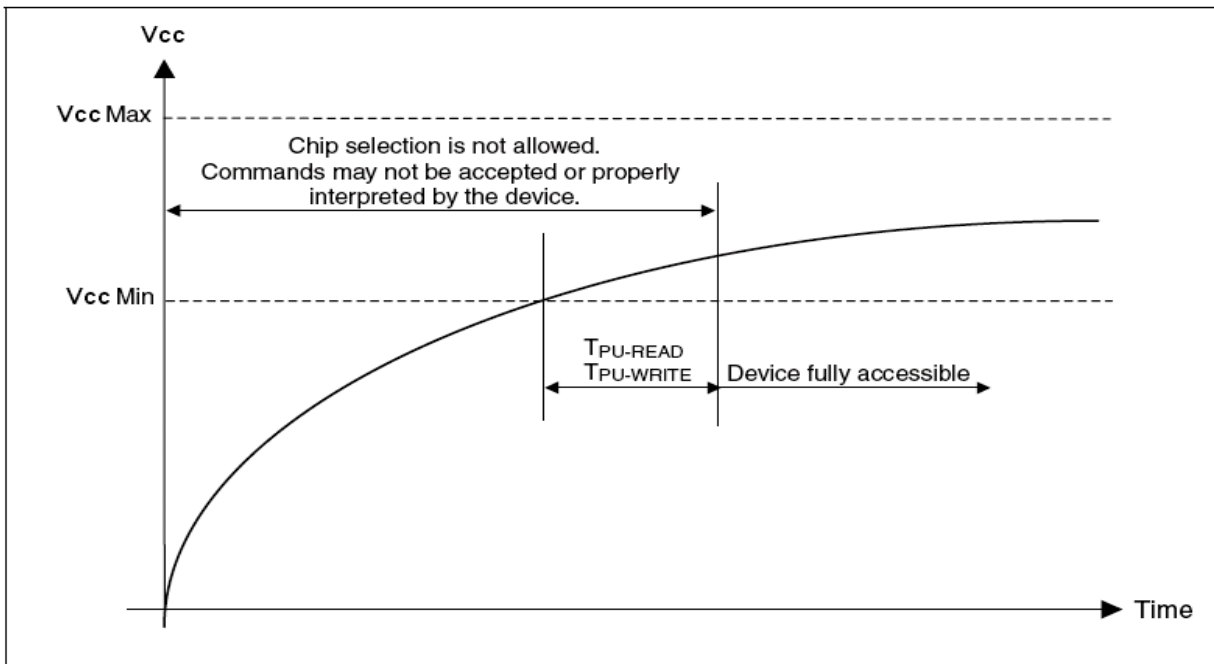 Vcc
Vcc Max
Chip selection is not allowed.
Commands may not be accepted or properly
interpreted by the device.
Vcc Min
TPU-READ
TPU-WRITE
Device fully accessible
Time